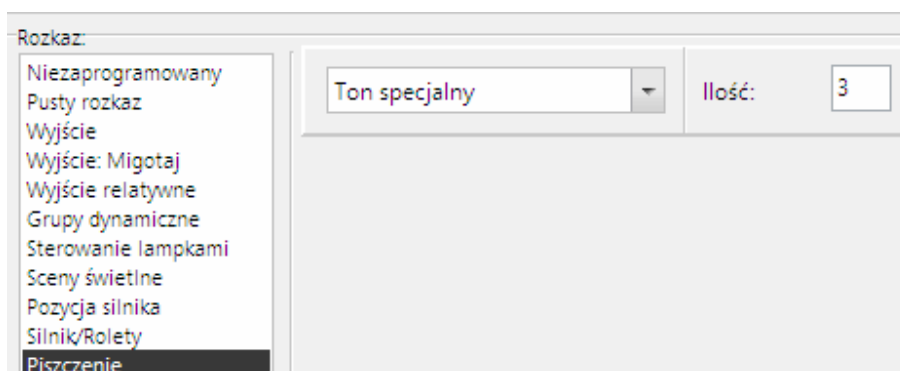 Rozkaz:
Niezaprogramowany
Pusty rozkaz
Wyjście
Wyjście: Migotaj
Wyjście relatywne
Grupy dynamiczne
Sterowanie lampkami
Sceny świetlne
Pozycja silnika
Silnik/Rolety
Piszczenie
Ton specjalny
Ilość: 3